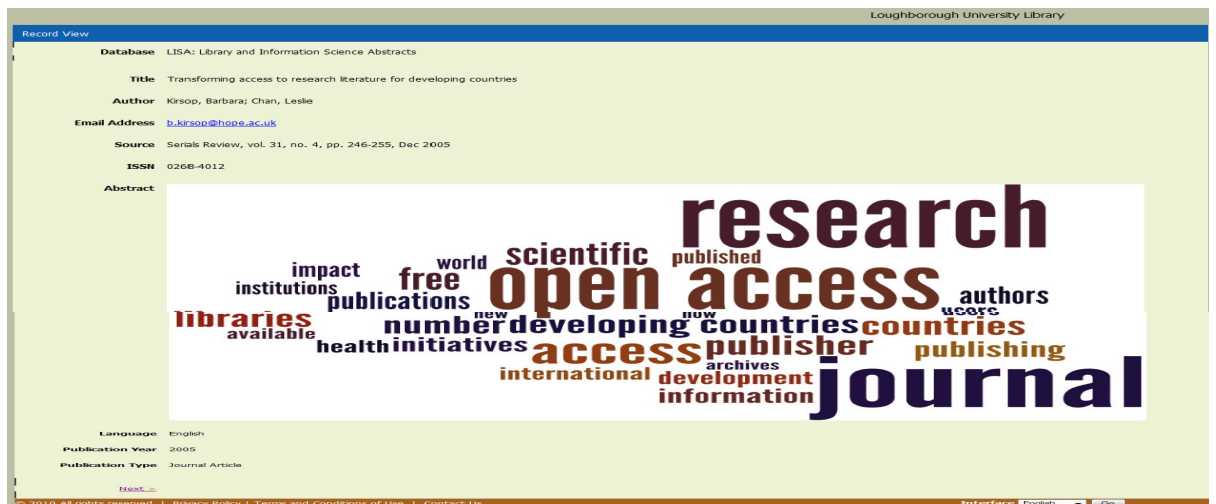 Loughborough University Library
Record View
Database LISA: Library and Information Science Abstracts
Title Transforming access to research literature for developing countries
Author Kirsop, Barbara; Chan, Leslie
Email Address b.kirsop@hope.ac.uk
Source Serials Review, vol. 31, no. 4, pp. 246-255, Dec 2005
ISSN 0268-4012
Abstract
research
scientific published
world
impact free open access
institutions
publications authors
new now users
libraries number developing countries countries
available
health initiatives access publisher publishing
archives
international development journal
information
Language English
Publication Year 2005
Publication Type Journal Article
Next >
© 2010 All rights reserved | Privacy Policy | Terms and Conditions of Use | Contact Us Interface English Go